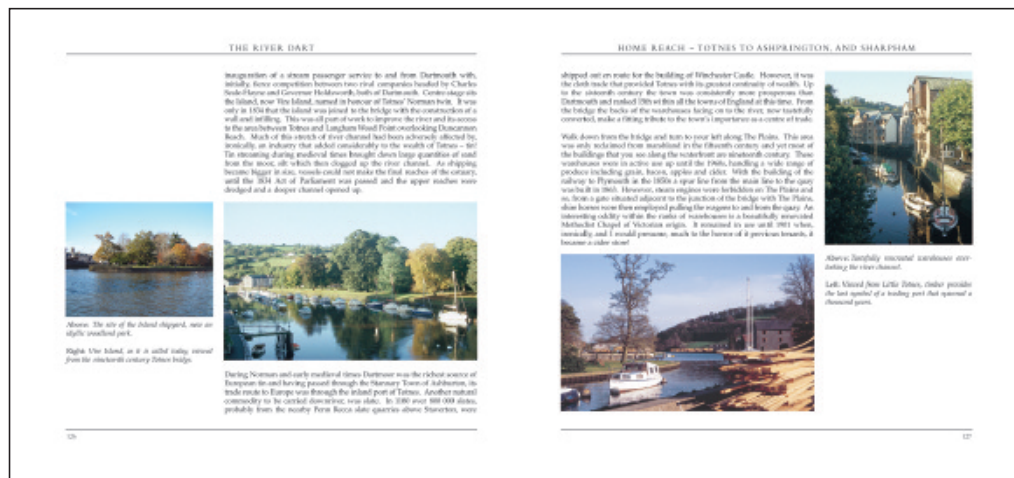 THE RIVER DART
inauguration of a stream passenger service to and from Dartmouth with,
initially, fierce competition between two rival companies headed by Charles
Seale-Hayne and Governor Holdsworth, both of Dartmouth. Centre stage sits
the Island, now Vire Island, named in honour of Totnes' Norman twin. It was
only in 1834 that the island was joined to the bridge with the construction of a
wall and infilling. This was all part of work to improve the river and its access
to the area between Totnes and Langham Wood Point overlooking Duncannon
Reach. Much of this stretch of river channel had been adversely affected by,
ironically, an industry that added considerably to the wealth of Totnes – tin!
Tin streaming during medieval times brought down large quantities of sand
from the moor, silt which then clogged up the river channel. As shipping
became bigger in size, vessels could not make the final reaches of the estuary,
until the 1834 Act of Parliament was passed and the upper reaches were
dredged and a deeper channel opened up.
Above: The site of the Island shipyard, now an
idyllic woodland park.
Right: Vire Island, as it is called today, viewed
from the nineteenth century Totnes bridge.
During Norman and early medieval times Dartmoor was the richest source of
European tin and having passed through the Stannary Town of Ashburton, its
trade route to Europe was through the inland port of Totnes. Another natural
commodity to be carried downriver, was slate. In 1180 over 800 000 slates,
probably from the nearby Penn Recca slate quarries above Staverton, were
126
HOME REACH – TOTNES TO ASHPRINGTON, AND SHARPHAM
shipped out en route for the building of Winchester Castle. However, it was
the cloth trade that provided Totnes with its greatest continuity of wealth. Up
to the sixteenth century the town was consistently more prosperous than
Dartmouth and ranked 15th within all the towns of England at this time. From
the bridge the backs of the warehouses facing on to the river, now tastefully
converted, make a fitting tribute to the town's importance as a centre of trade.
Walk down from the bridge and turn to your left along The Plains. This area
was only reclaimed from marshland in the fifteenth century and yet most of
the buildings that you see along the waterfront are nineteenth century. These
warehouses were in active use up until the 1960s, handling a wide range of
produce including grain, bacon, apples and cider. With the building of the
railway to Plymouth in the 1850s a spur line from the main line to the quay
was built in 1865. However, steam engines were forbidden on The Plains and
so, from a gate situated adjacent to the junction of the bridge with The Plains,
shire horses were then employed pulling the wagons to and from the quay. An
interesting oddity within the ranks of warehouses is a beautifully renovated
Methodist Chapel of Victorian origin. It remained in use until 1901 when,
ironically, and I would presume, much to the horror of it previous tenants, it
became a cider store!
Above: Tastefully renovated warehouses over-
looking the river channel.
Left: Viewed from Little Totnes, timber provides
the last symbol of a trading port that spanned a
thousand years.
127